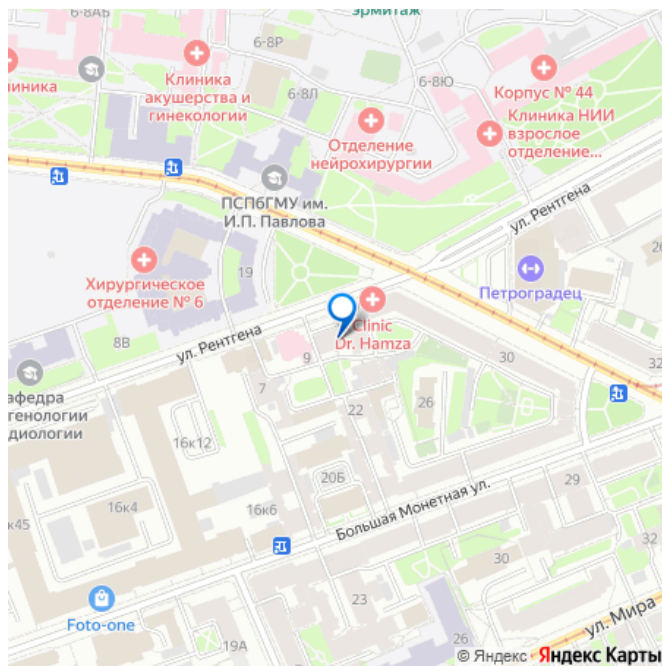 эрмитаж
6-8АБ
6-8Р
6-8Л
6-8Ю
Клиника
акушерства и
гинекологии
линика
Корпус № 44
Клиника НИИ
взрослое
отделение...
Отделение
нейрохирургии
ПСПбГМУ им.
И.П. Павлова
ул. Рентгена
Петроградец
Хирургическое
отделение № 6
19
8В
ул. Рентгена
Clinic
Dr. Hamza
9
7
30
32
22
26
афедра
тгенологии
диологии
16к12
20Б
16к4
16к6
к45
Большая Монетная ул.
29
30
23
Foto-one
19А
26
ул. Мира
© Яндекс Яндекс Карты